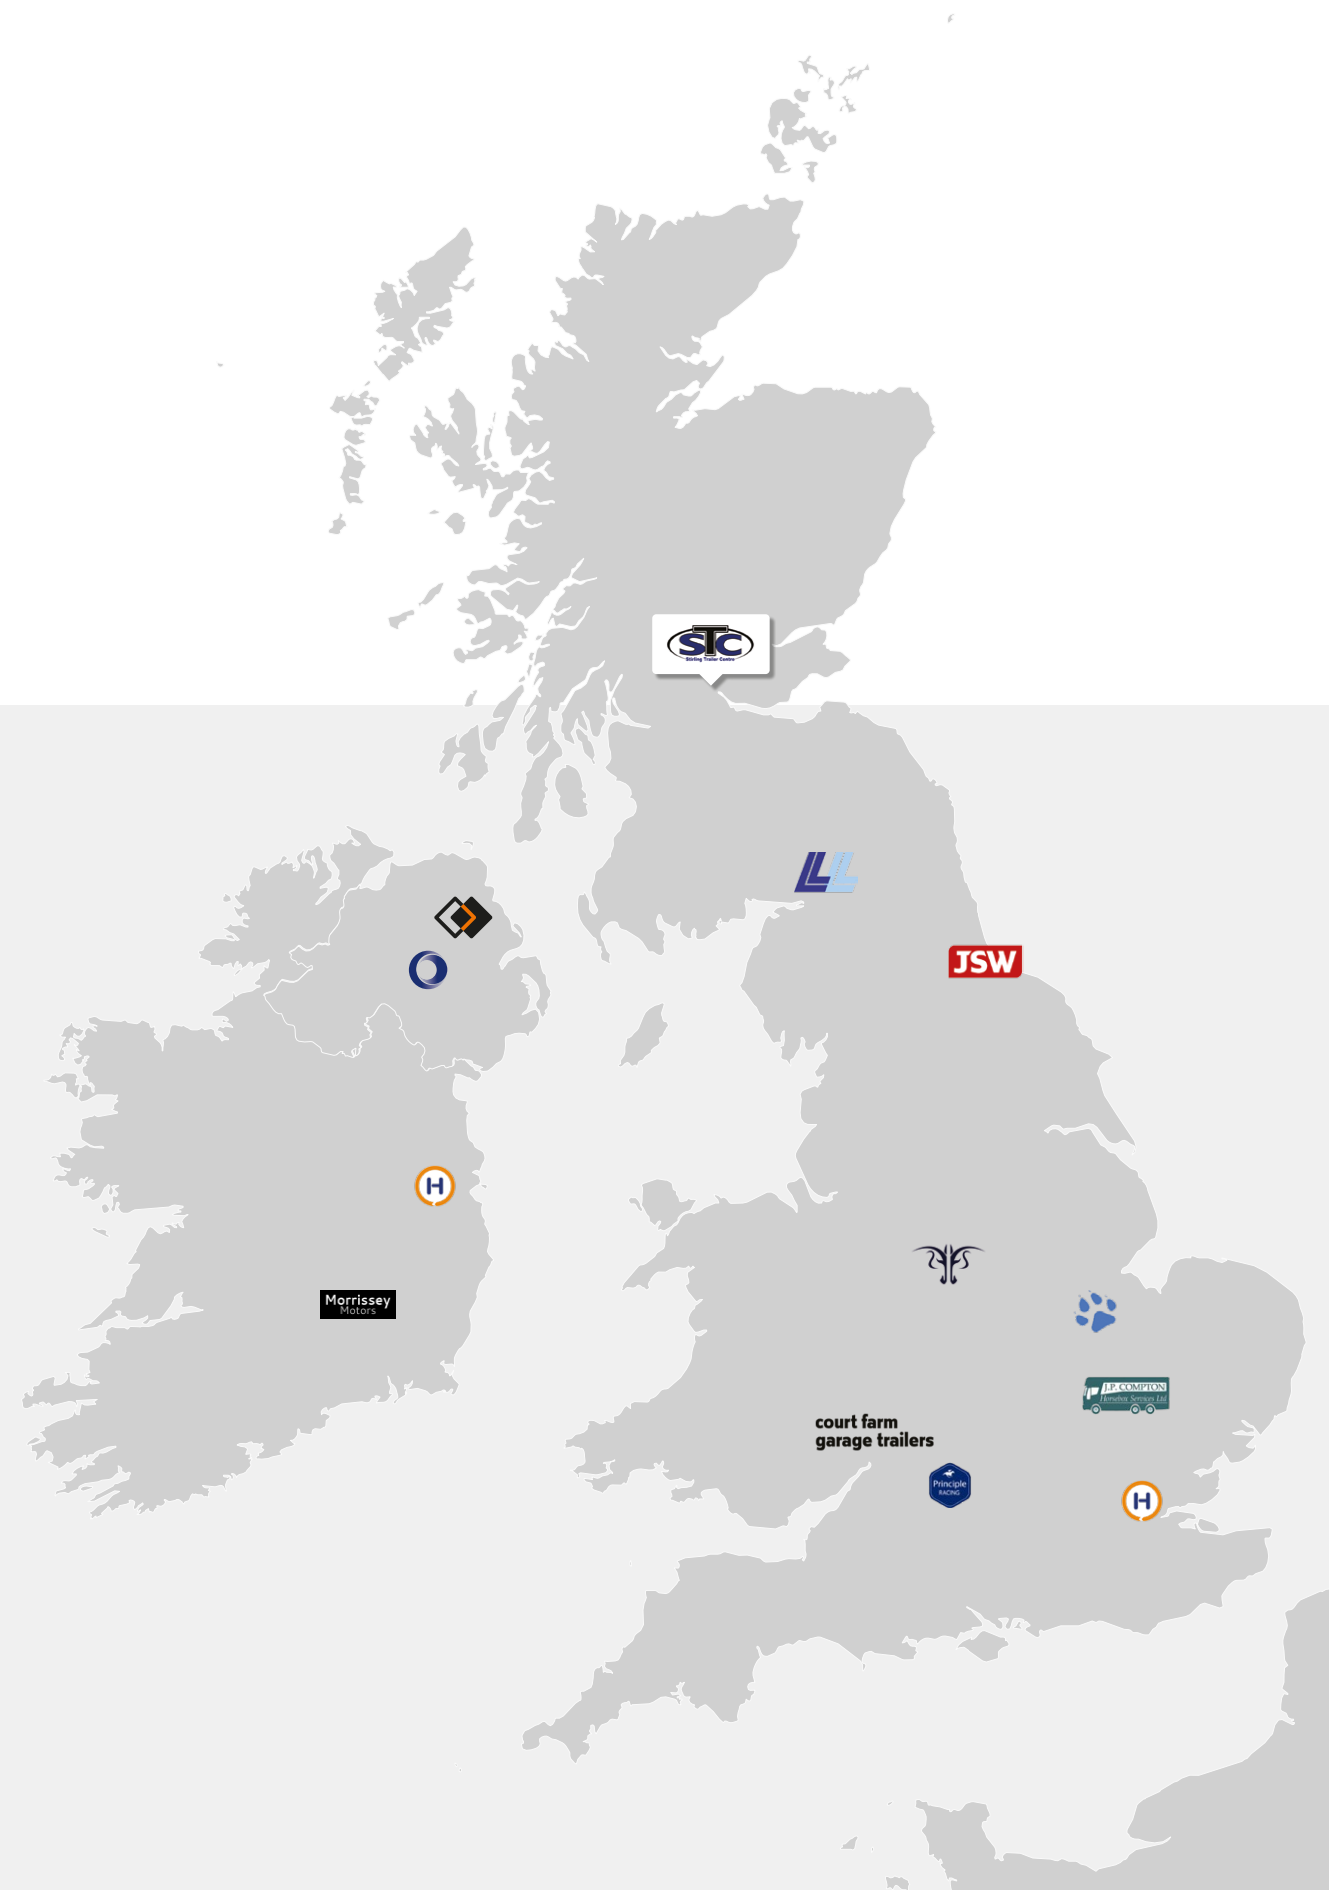 STC
Stirling Trailer Centre
JSW
H
Morrissey
Motors
J.P. COMPTON
Horsebox Services Ltd
court farm
garage trailers
Principle
RACING
H